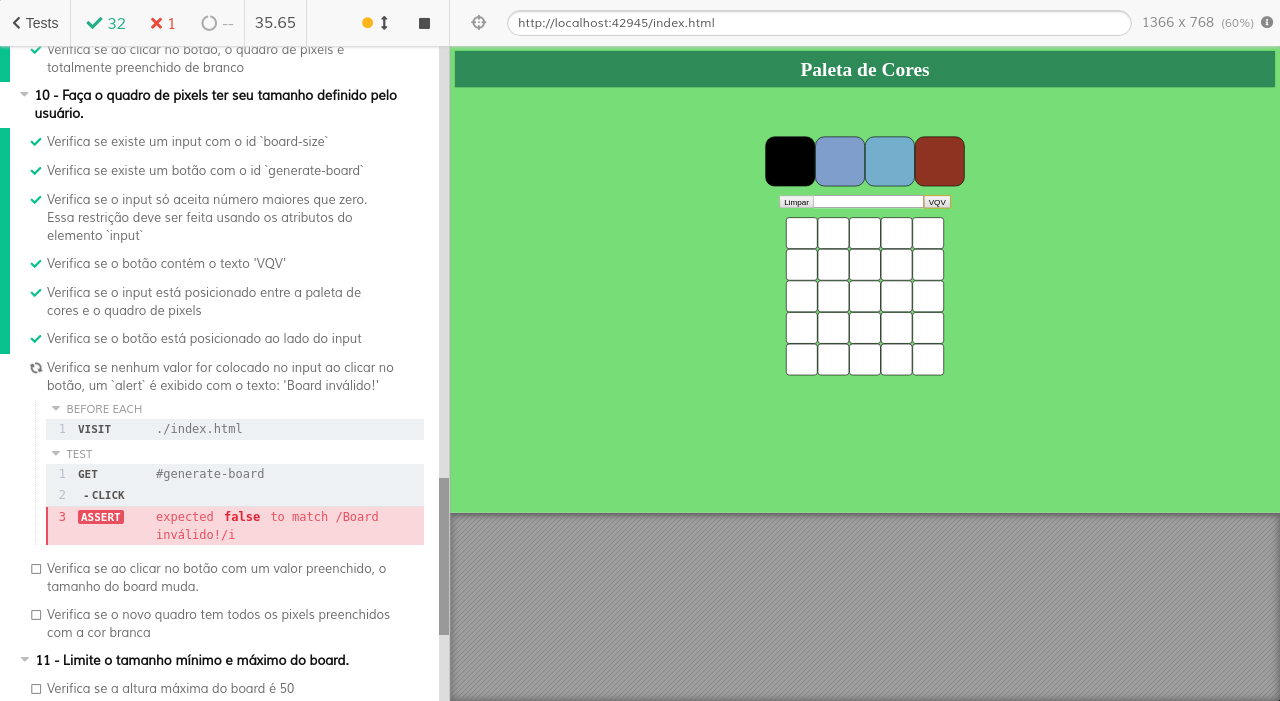 Tests 32 1 -- 35.65
http://localhost:42945/index.html 1366 x 768 (60%)
Verifica se ao clicar no botão, o quadro de pixels é
totalmente preenchido de branco
10 - Faça o quadro de pixels ter seu tamanho definido pelo
usuário.
Verifica se existe um input com o id `board-size`
Verifica se existe um botão com o id `generate-board`
Verifica se o input só aceita número maiores que zero.
Essa restrição deve ser feita usando os atributos do
elemento `input`
Verifica se o botão contém o texto 'VQV'
Verifica se o input está posicionado entre a paleta de
cores e o quadro de pixels
Verifica se o botão está posicionado ao lado do input
Verifica se nenhum valor for colocado no input ao clicar no
botão, um `alert` é exibido com o texto: 'Board inválido!'
BEFORE EACH
1 VISIT ./index.html
TEST
1 GET #generate-board
2 -CLICK
3 ASSERT expected false to match /Board
inválido!/i
Verifica se ao clicar no botão com um valor preenchido, o
tamanho do board muda.
Verifica se o novo quadro tem todos os pixels preenchidos
com a cor branca
11 - Limite o tamanho mínimo e máximo do board.
Verifica se a altura máxima do board é 50
Paleta de Cores
Limpar VQV